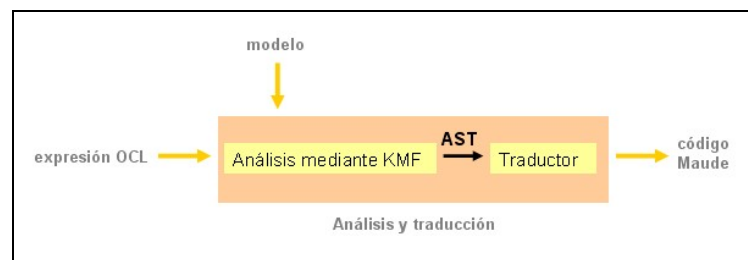 modelo
AST
expresión OCL
Análisis mediante KMF
Traductor
código
Maude
Análisis y traducción